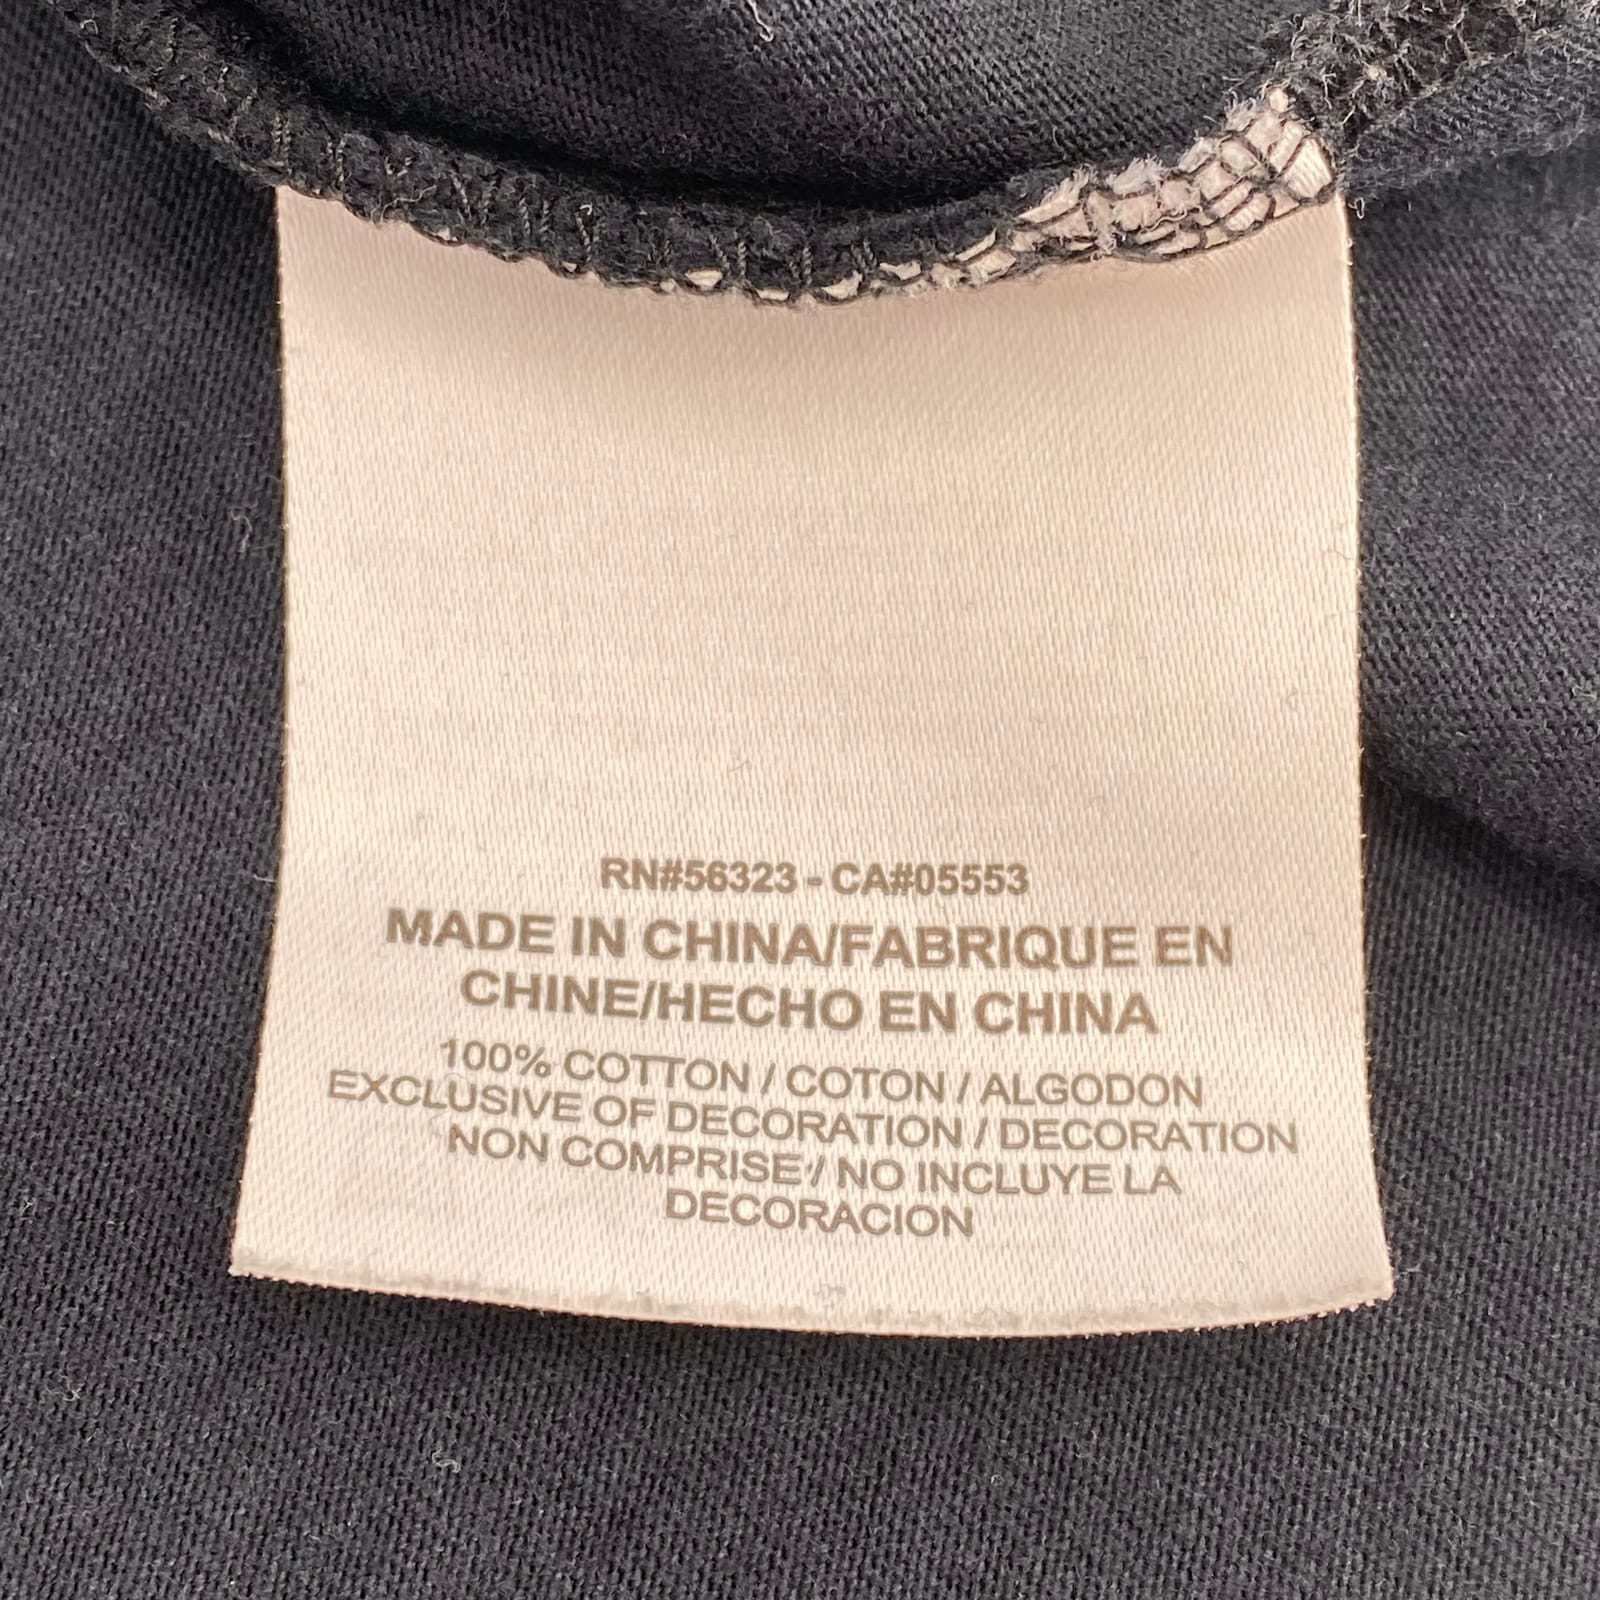 RN#56323 - CA#05553
MADE IN CHINA/FABRIQUE EN
CHINE/HECHO EN CHINA
100% COTTON / COTON / ALGODON
EXCLUSIVE OF DECORATION / DECORATION
NON COMPRISE / NO INCLUYE LA
DECORACION